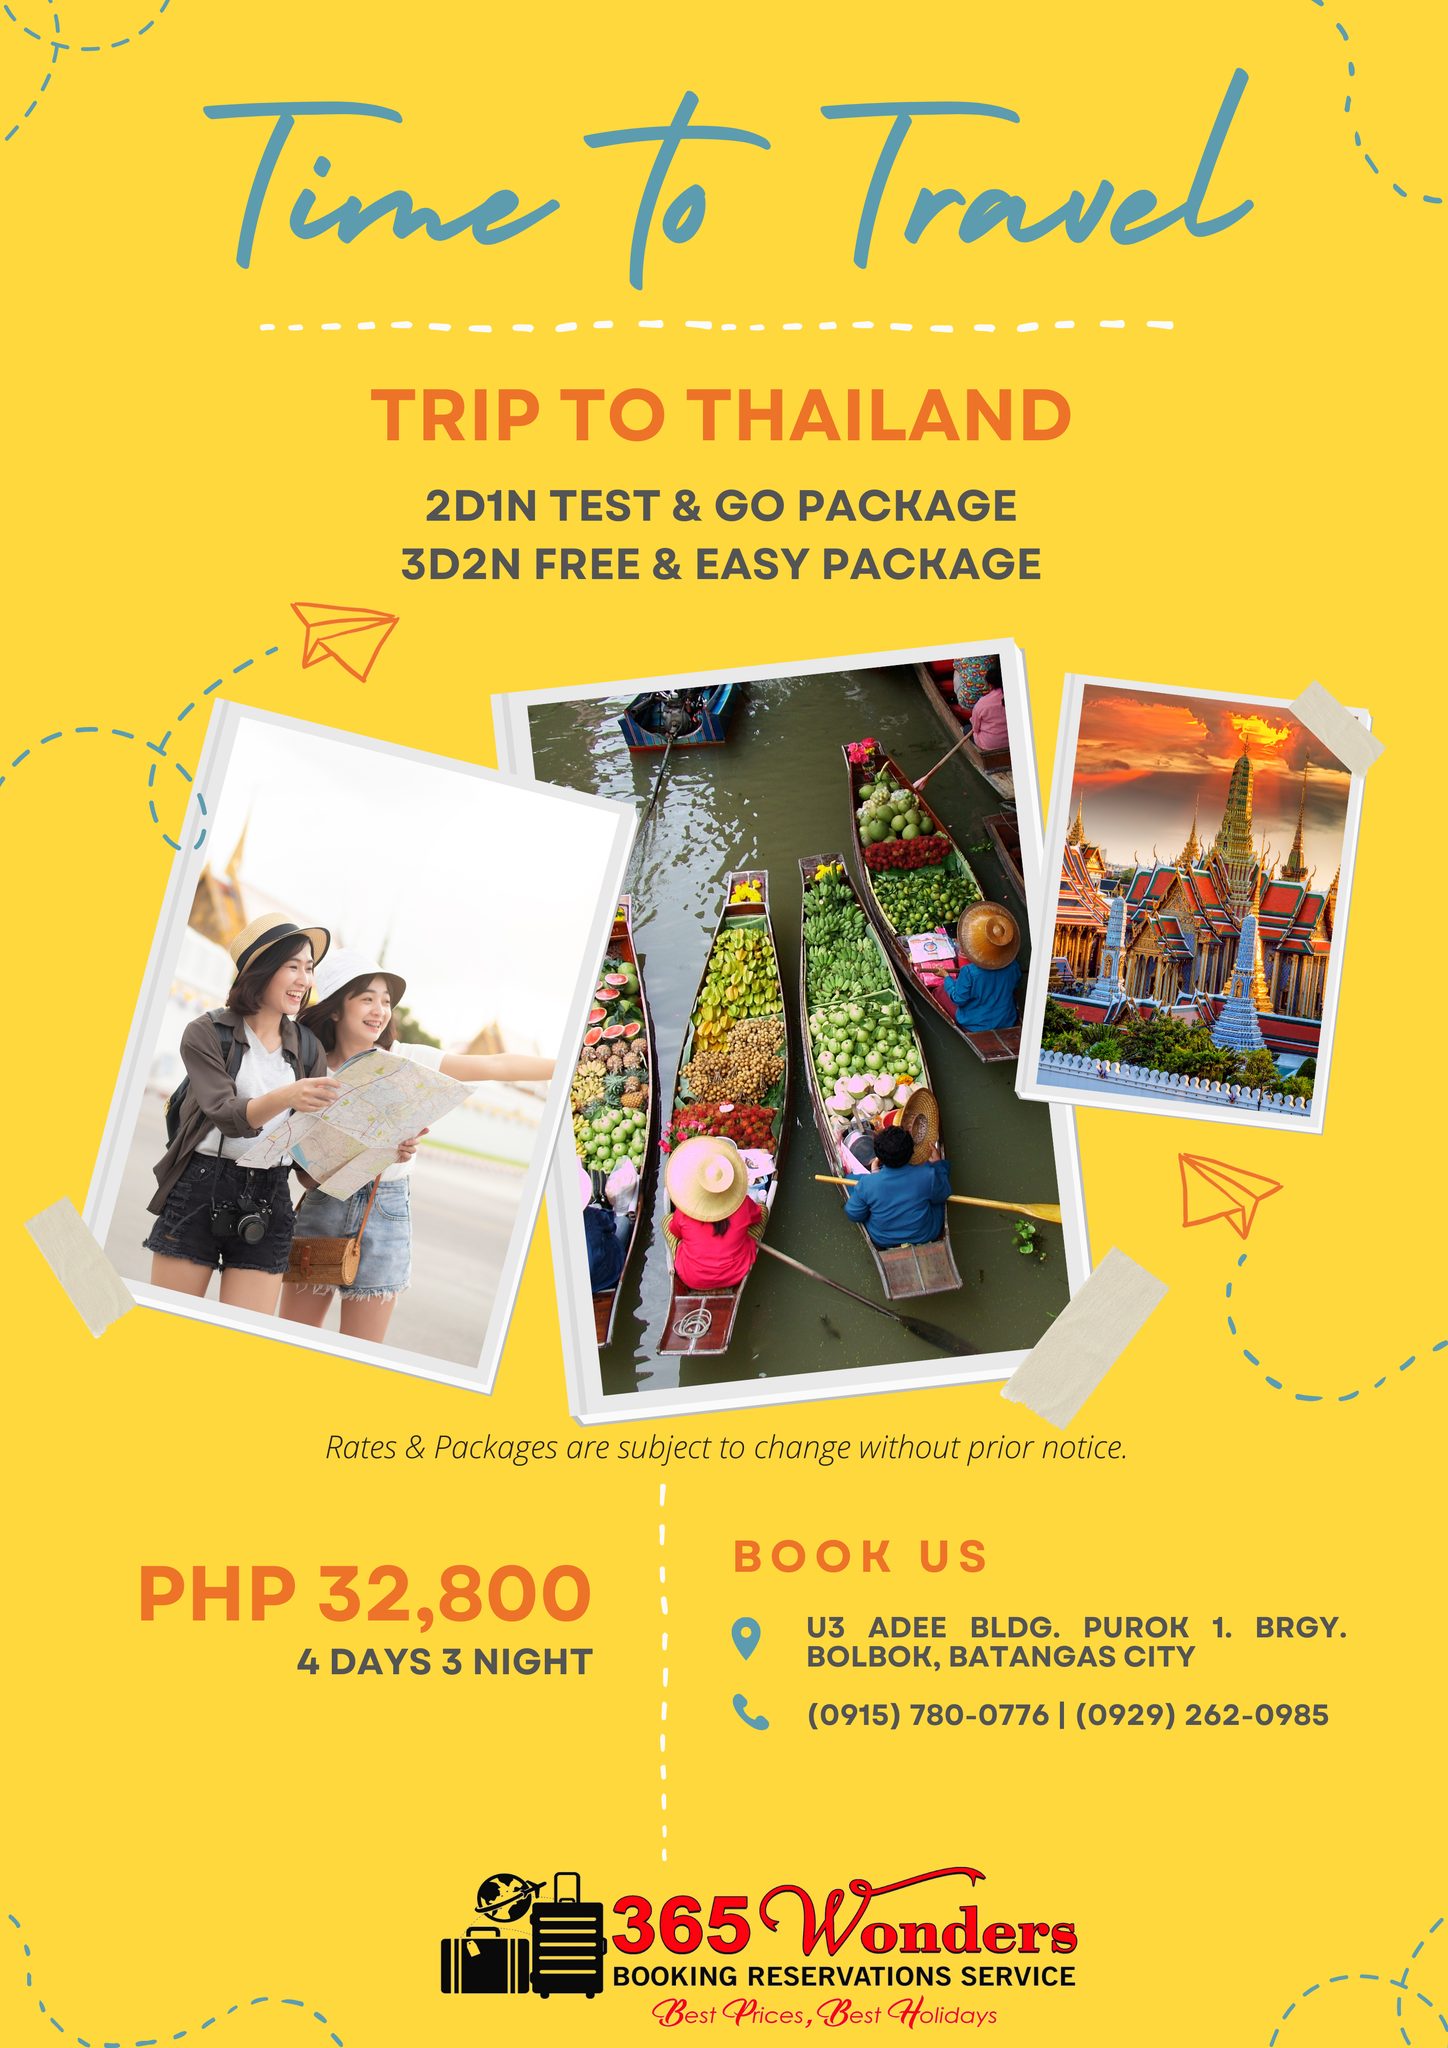 Time to Travel
TRIP TO THAILAND
2D1N TEST & GO PACKAGE
3D2N FREE & EASY PACKAGE
Rates & Packages are subject to change without prior notice.
PHP 32,800
4 DAYS 3 NIGHT
BOOK US
U3 ADEE BLDG. PUROK 1. BRGY.
BOLBOK, BATANGAS CITY
(0915) 780-0776 | (0929) 262-0985
365 Wonders
BOOKING RESERVATIONS SERVICE
Best Prices, Best Holidays